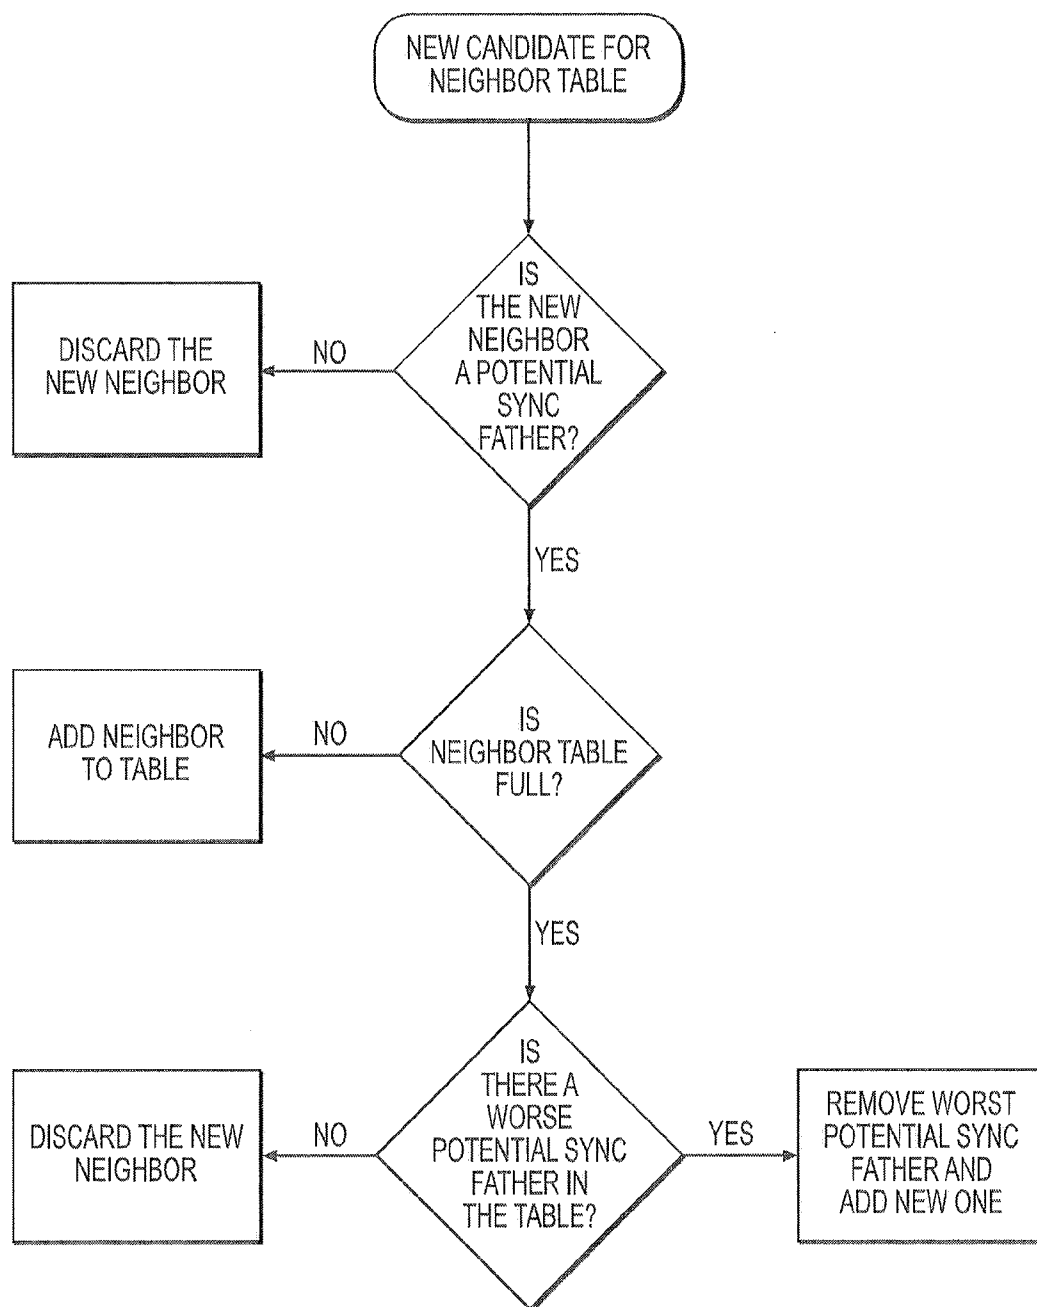 NEW CANDIDATE FOR
NEIGHBOR TABLE
IS
THE NEW
NEIGHBOR
A POTENTIAL
SYNC
FATHER?
NO
DISCARD THE
NEW NEIGHBOR
YES
IS
NEIGHBOR TABLE
FULL?
NO
ADD NEIGHBOR
TO TABLE
YES
IS
THERE A
WORSE
POTENTIAL SYNC
FATHER IN
THE TABLE?
NO
DISCARD THE NEW
NEIGHBOR
YES
REMOVE WORST
POTENTIAL SYNC
FATHER AND
ADD NEW ONE